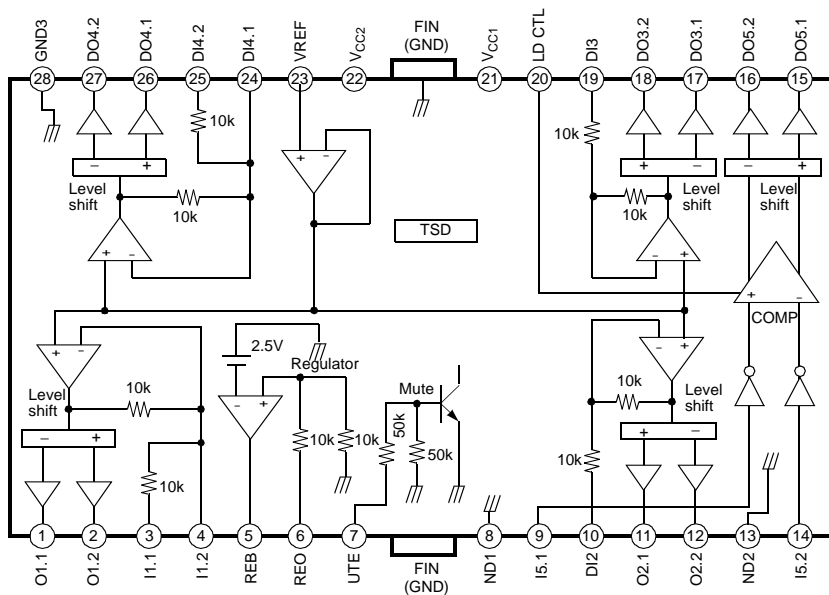 GND3
DO4.2
DO4.1
DI4.2
DI4.1
VREF
VCC2
FIN
(GND)
VCC1
LD CTL
DI3
DO3.2
DO3.1
DO5.2
DO5.1
28
27
26
25
24
23
22
21
20
19
18
17
16
15
10k
10k
+ -
- +
+ -
- +
- +
Level
shift
10k
TSD
10k
Level
shift
Level
shift
+ -
- +
+ -
COMP
+ -
2.5V
- +
Regulator
Level
shift
10k
- +
- +
Mute
10k
Level
shift
+ -
10k
10k
10k
50k
50k
10k
1
2
3
4
5
6
7
8
9
10
11
12
13
14
O1.1
O1.2
I1.1
I1.2
REB
REO
UTE
FIN
(GND)
ND1
I5.1
DI2
O2.1
O2.2
ND2
I5.2